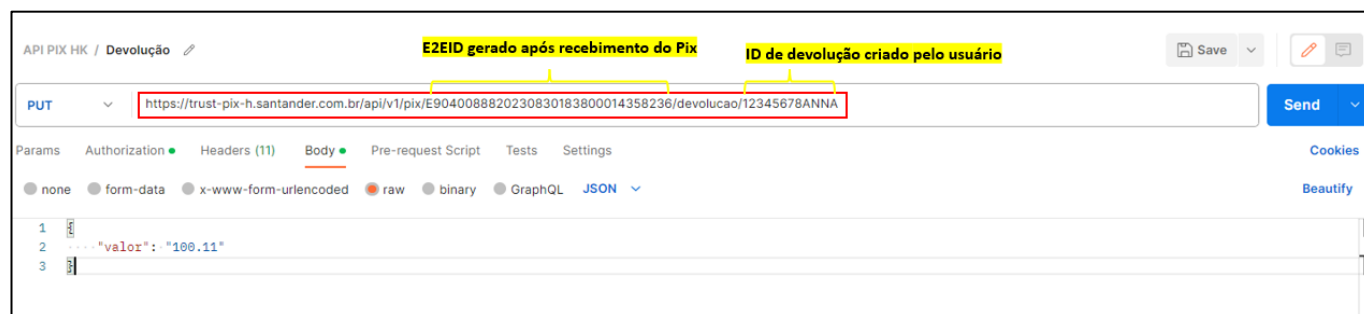 API PIX HK / Devolução
E2EID gerado após recebimento do Pix
ID de devolução criado pelo usuário
Save
PUT
https://trust-pix-h.santander.com.br/api/v1/pix/E9040088820230830183800014358236/devolucao/12345678ANNA
Send
Params Authorization Headers (11) Body Pre-request Script Tests Settings Cookies
none form-data x-www-form-urlencoded raw binary GraphQL JSON Beautify
1 {
2 ····"valor":·"100.11"
3 }